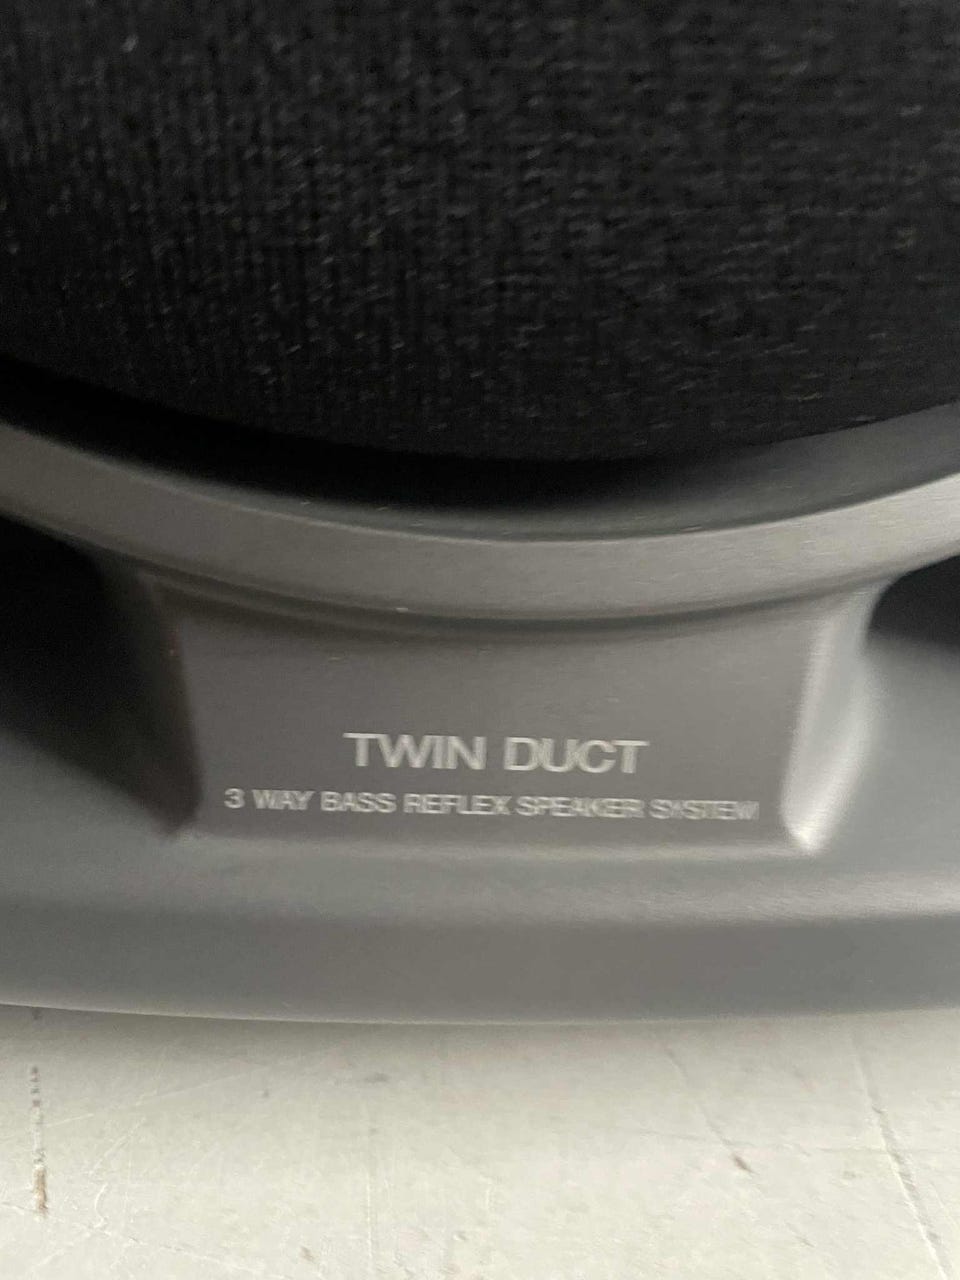 TWIN DUCT
3 WAY BASS REFLEX SPEAKER SYSTEM